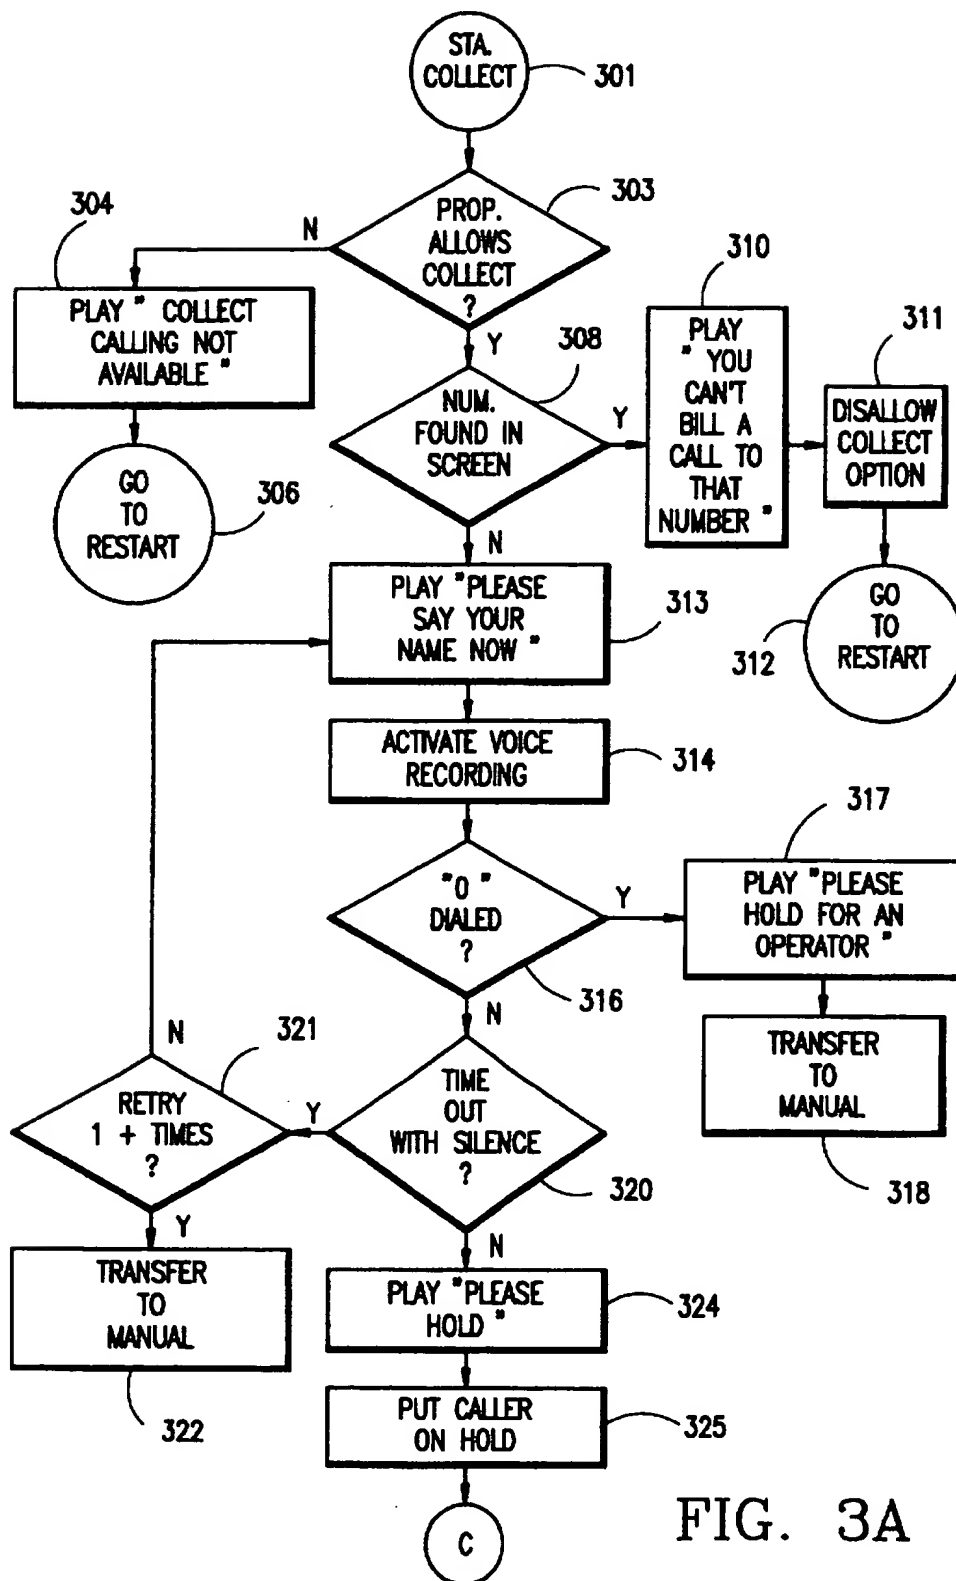 STA.
COLLECT
301
303
PROP.
ALLOWS
COLLECT
?
N
304
PLAY " COLLECT
CALLING NOT
AVAILABLE "
GO
TO
RESTART
306
Y
308
NUM.
FOUND IN
SCREEN
Y
310
PLAY
" YOU
CAN'T
BILL A
CALL TO
THAT
NUMBER "
311
DISALLOW
COLLECT
OPTION
GO
TO
RESTART
312
N
PLAY "PLEASE
SAY YOUR
NAME NOW "
313
ACTIVATE VOICE
RECORDING
314
"0 "
DIALED
?
316
Y
317
PLAY "PLEASE
HOLD FOR AN
OPERATOR "
TRANSFER
TO
MANUAL
318
N
TIME
OUT
WITH SILENCE
?
320
Y
321
RETRY
1 + TIMES
?
N
Y
TRANSFER
TO
MANUAL
322
N
PLAY "PLEASE
HOLD "
324
PUT CALLER
ON HOLD
325
C
FIG. 3A